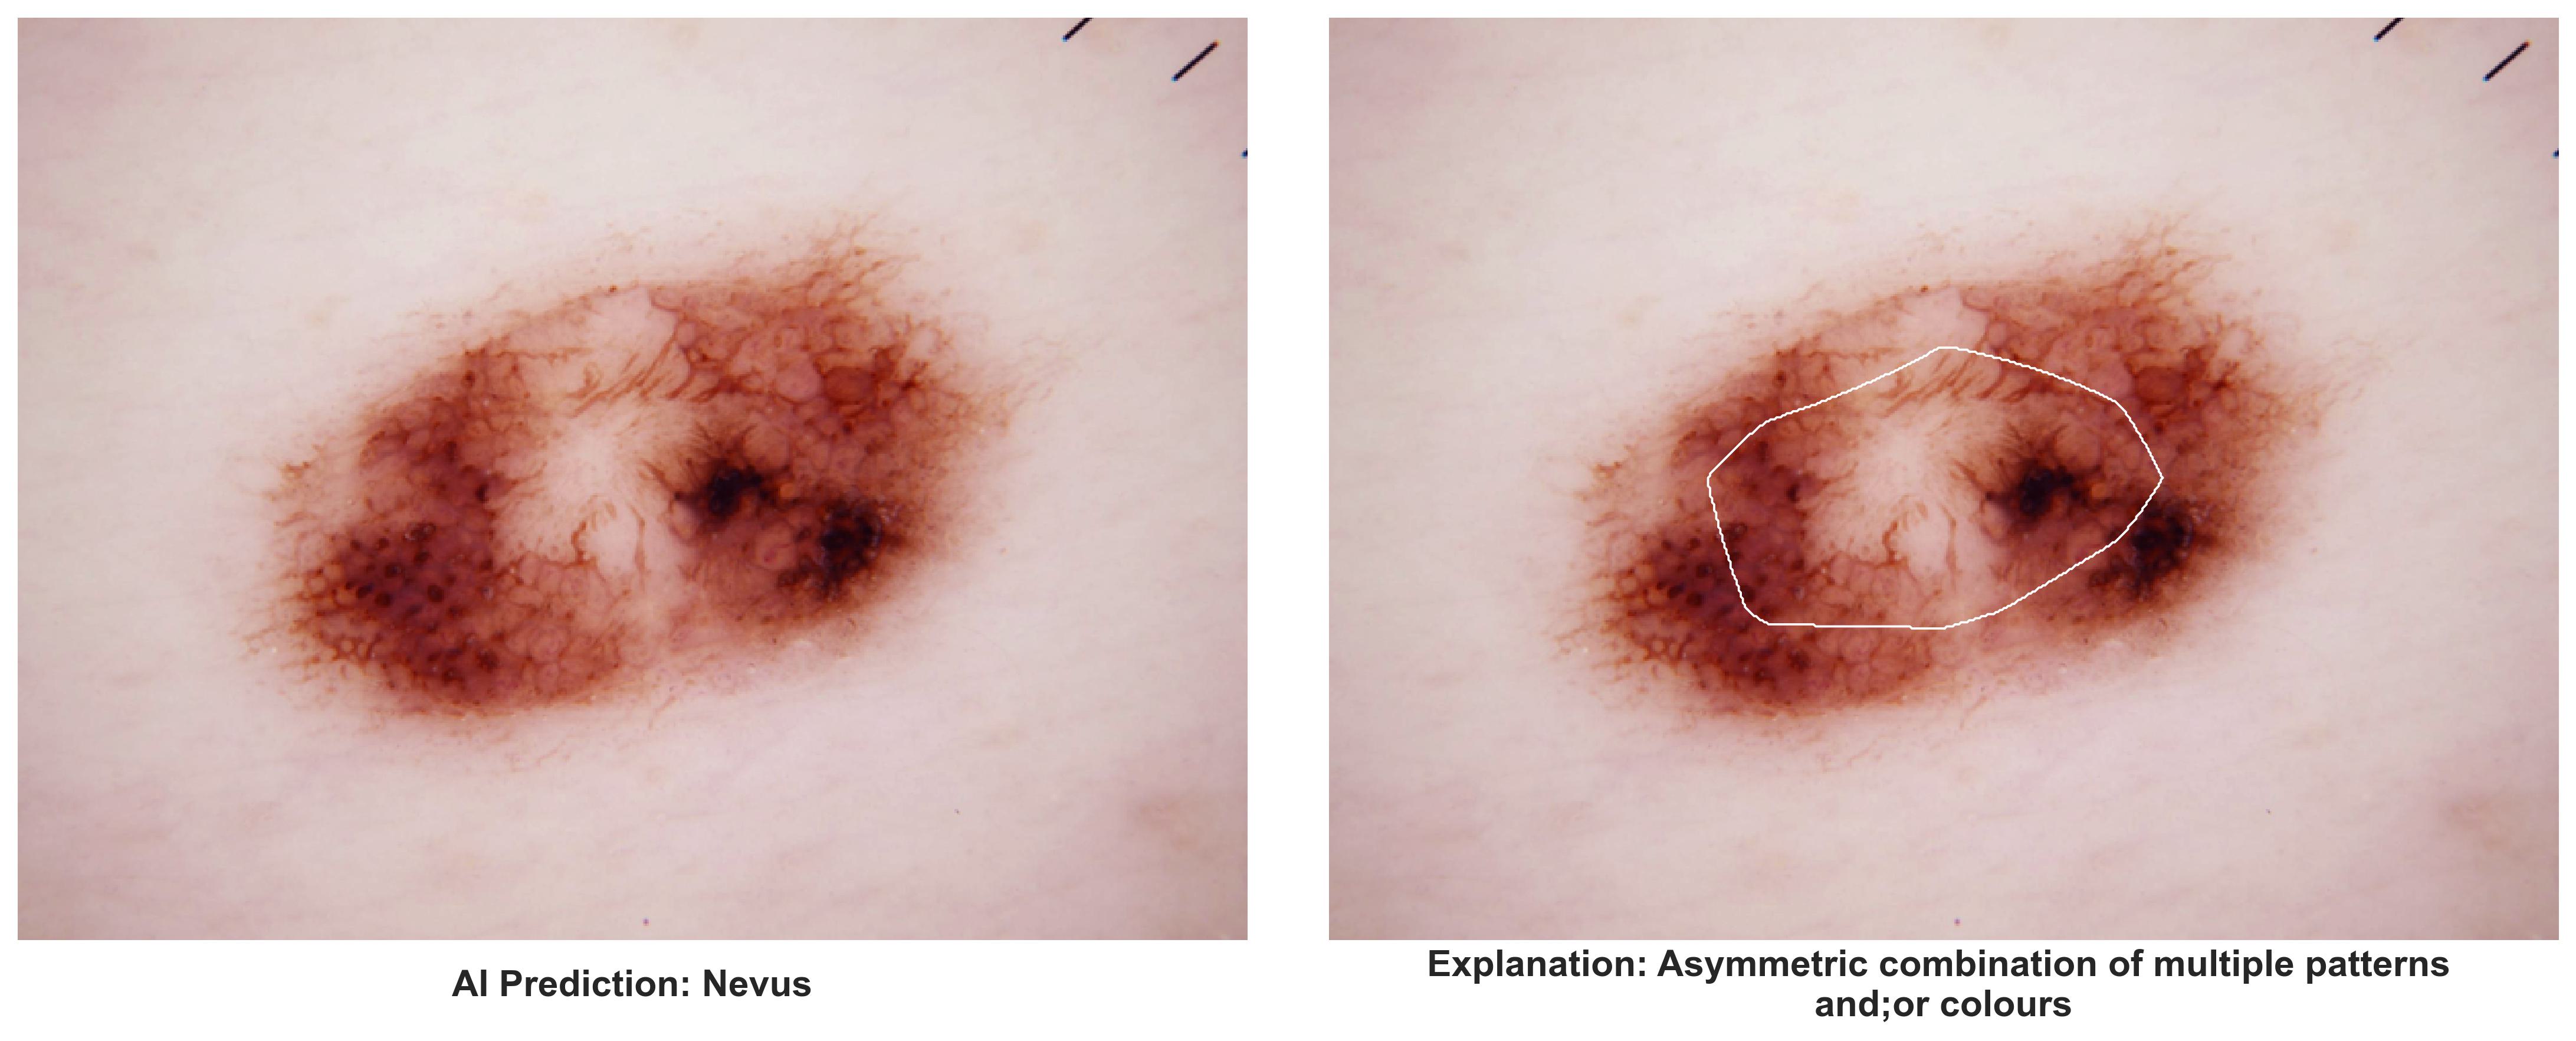 AI Prediction: Nevus
Explanation: Asymmetric combination of multiple patterns
and;or colours